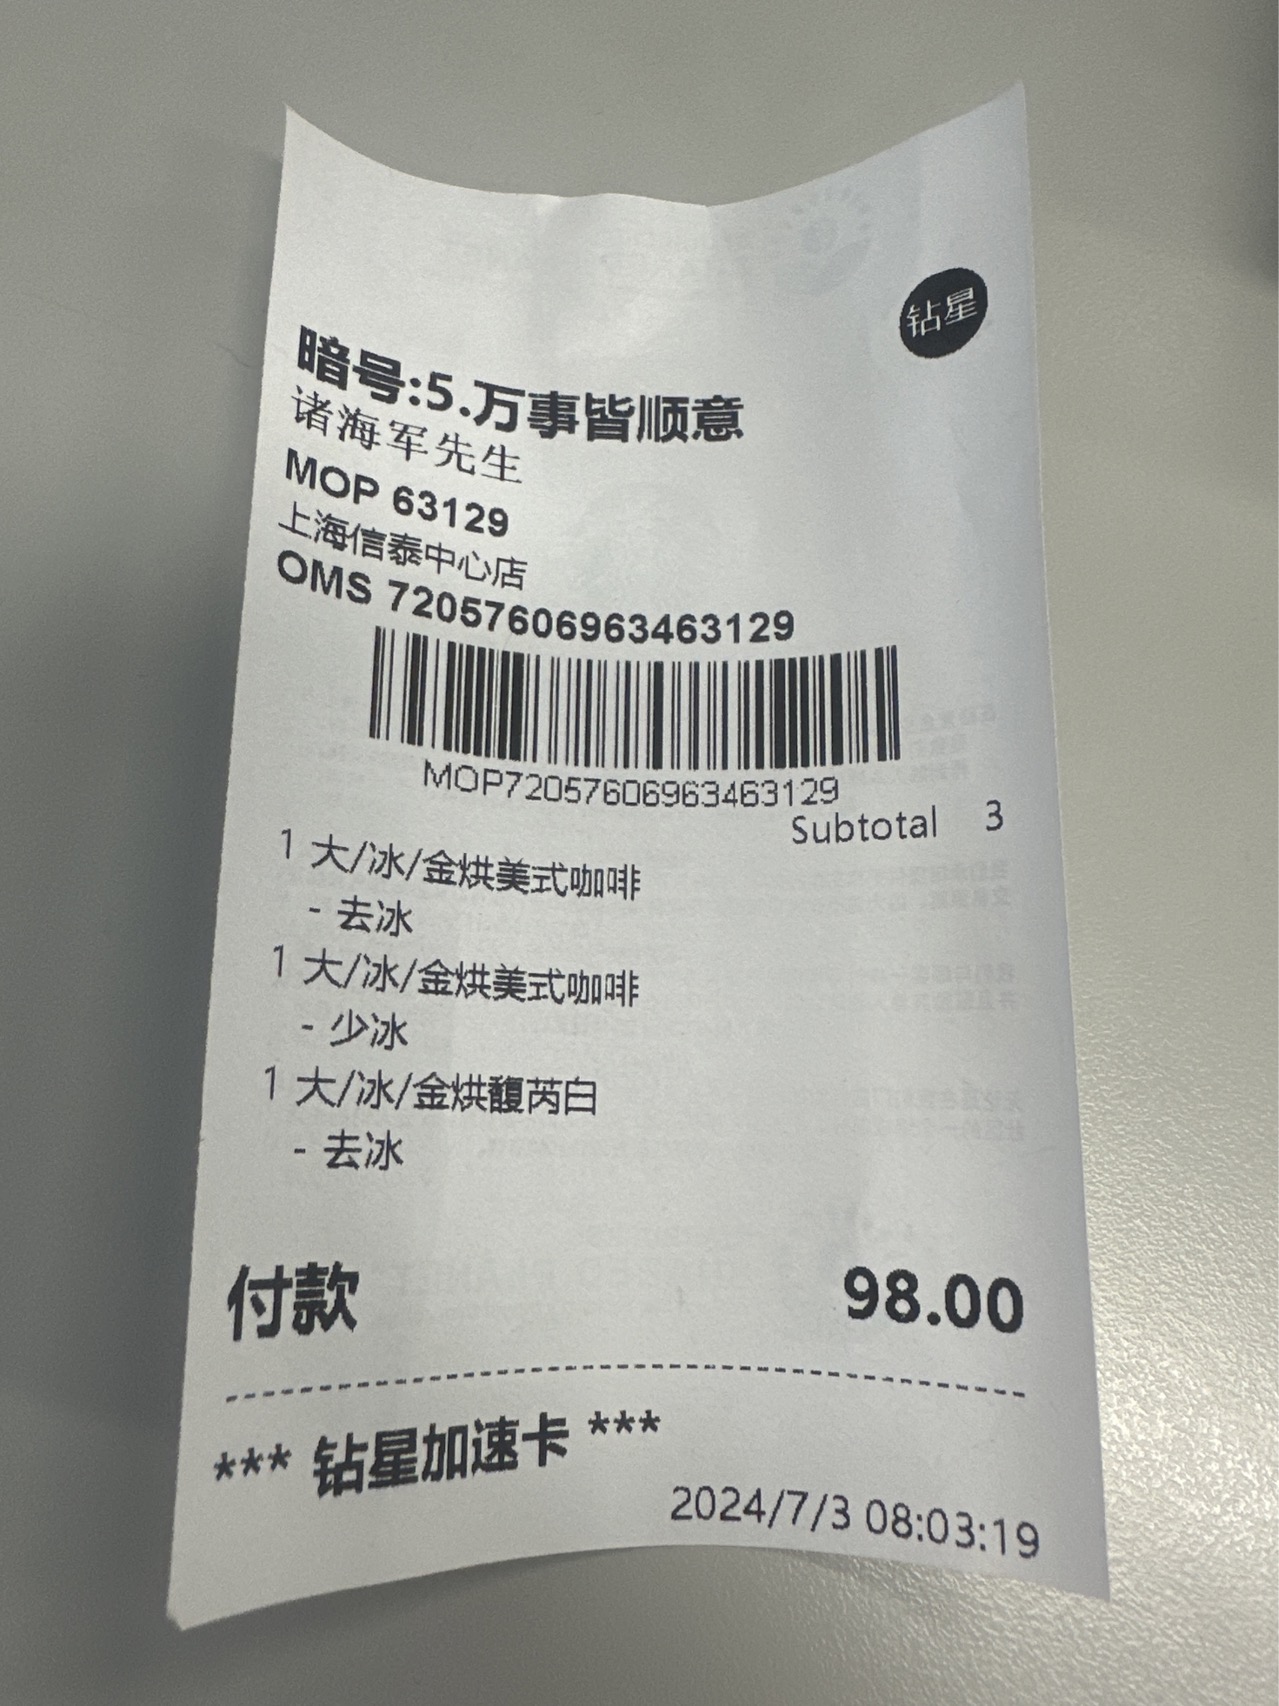 钻星
暗号:5.万事皆顺意
诸海军先生
MOP 63129
上海信泰中心店
OMS 72057606963463129
MOP72057606963463129
Subtotal 3
1 大/冰/金烘美式咖啡
- 去冰
1 大/冰/金烘美式咖啡
- 少冰
1 大/冰/金烘馥芮白
- 去冰
付款 98.00
*** 钻星加速卡 ***
2024/7/3 08:03:19